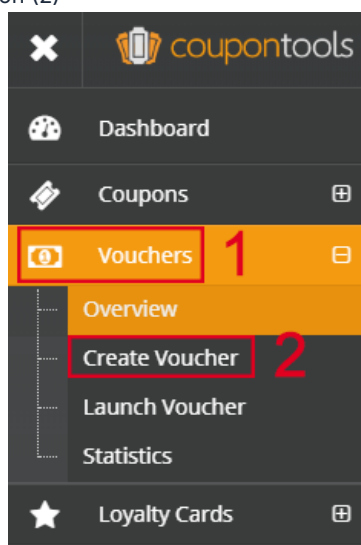 on (2)
coupontools
Dashboard
Coupons
Vouchers 1
Overview
Create Voucher 2
Launch Voucher
Statistics
Loyalty Cards